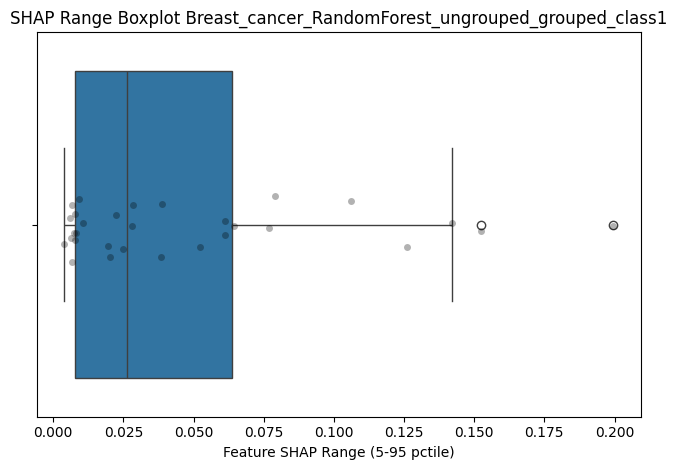 SHAP Range Boxplot Breast_cancer_RandomForest_ungrouped_grouped_class1
0.000 0.025 0.050 0.075 0.100 0.125 0.150 0.175 0.200
Feature SHAP Range (5-95 pctile)